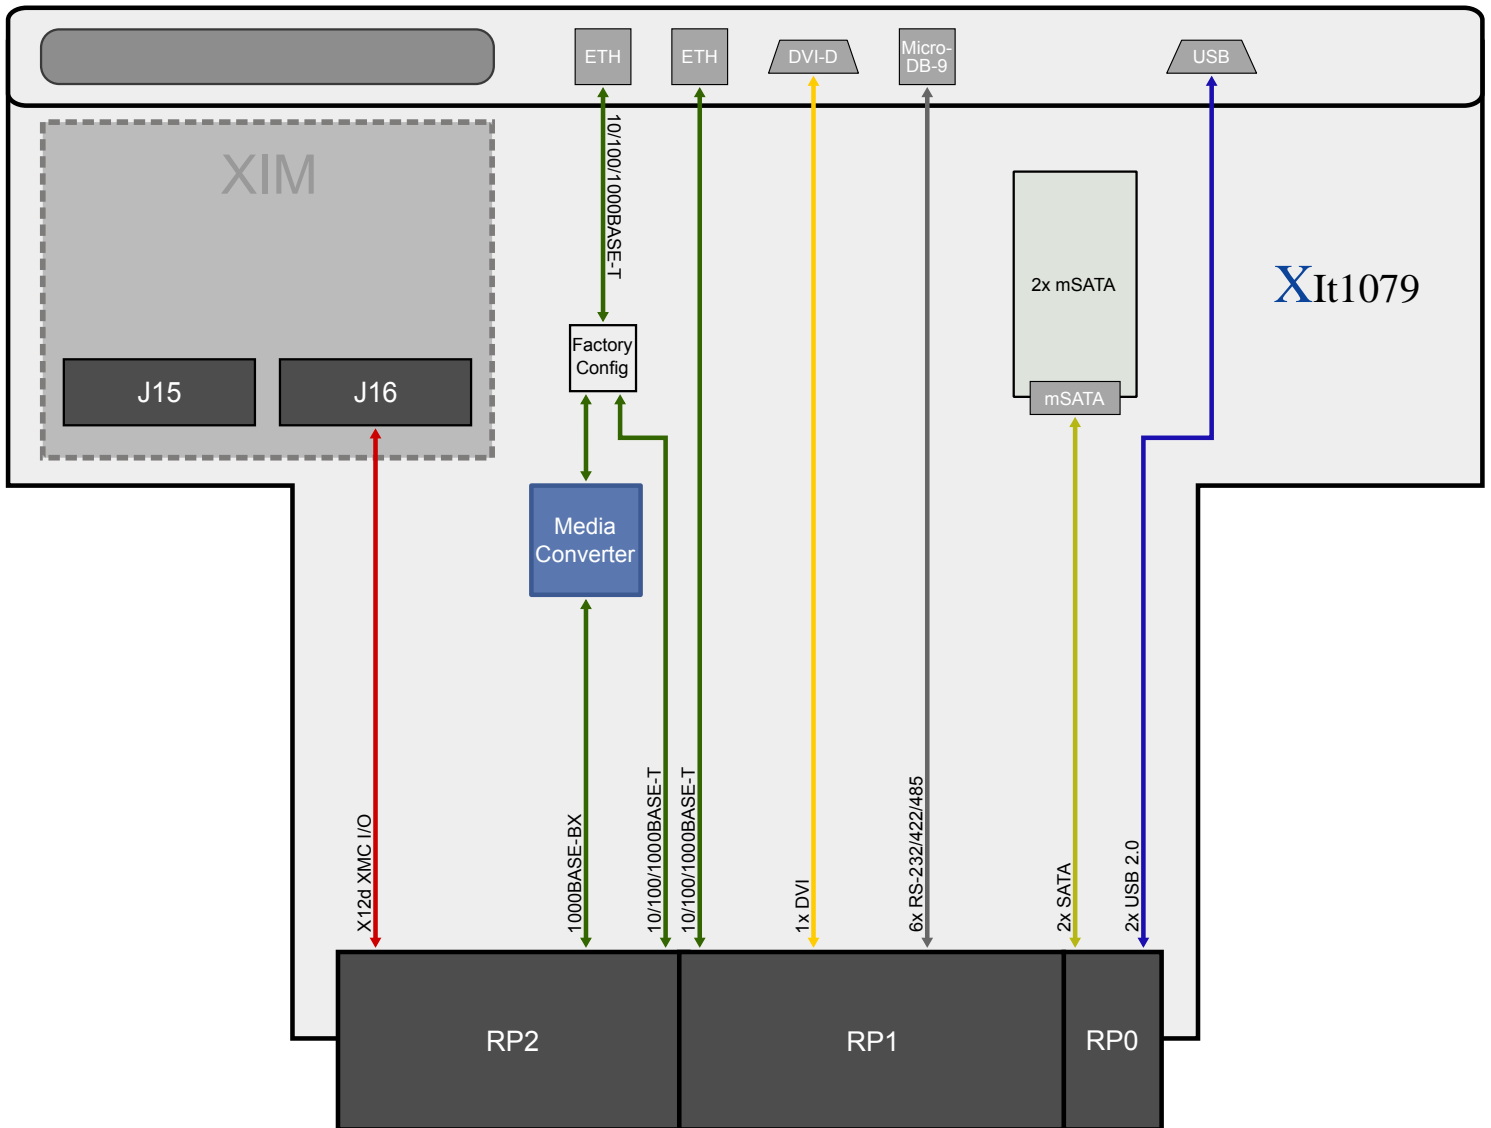 ETH
ETH
DVI-D
Micro-
DB-9
USB
10/100/1000BASE-T
XIM
2x mSATA
XIt1079
Factory
Config
J15
J16
mSATA
Media
Converter
X12d XMC I/O
1000BASE-BX
10/100/1000BASE-T
10/100/1000BASE-T
1x DVI
6x RS-232/422/485
2x SATA
2x USB 2.0
RP2
RP1
RP0